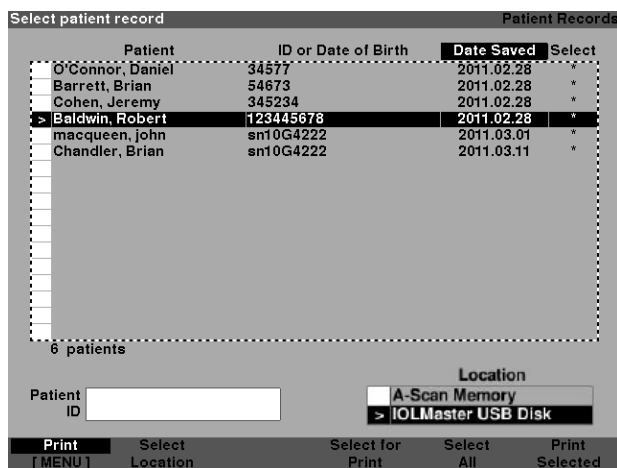 Select patient record Patient Records
Patient ID or Date of Birth Date Saved Select
O'Connor, Daniel 34577 2011.02.28 *
Barrett, Brian 54673 2011.02.28 *
Cohen, Jeremy 345234 2011.02.28 *
> Baldwin, Robert 123445678 2011.02.28 *
macqueen, john sn10G4222 2011.03.01 *
Chandler, Brian sn10G4222 2011.03.11 *
6 patients
Location
Patient ID
A-Scan Memory
> IOLMaster USB Disk
Print Select Select for Select Print
[ MENU ] Location Print All Selected